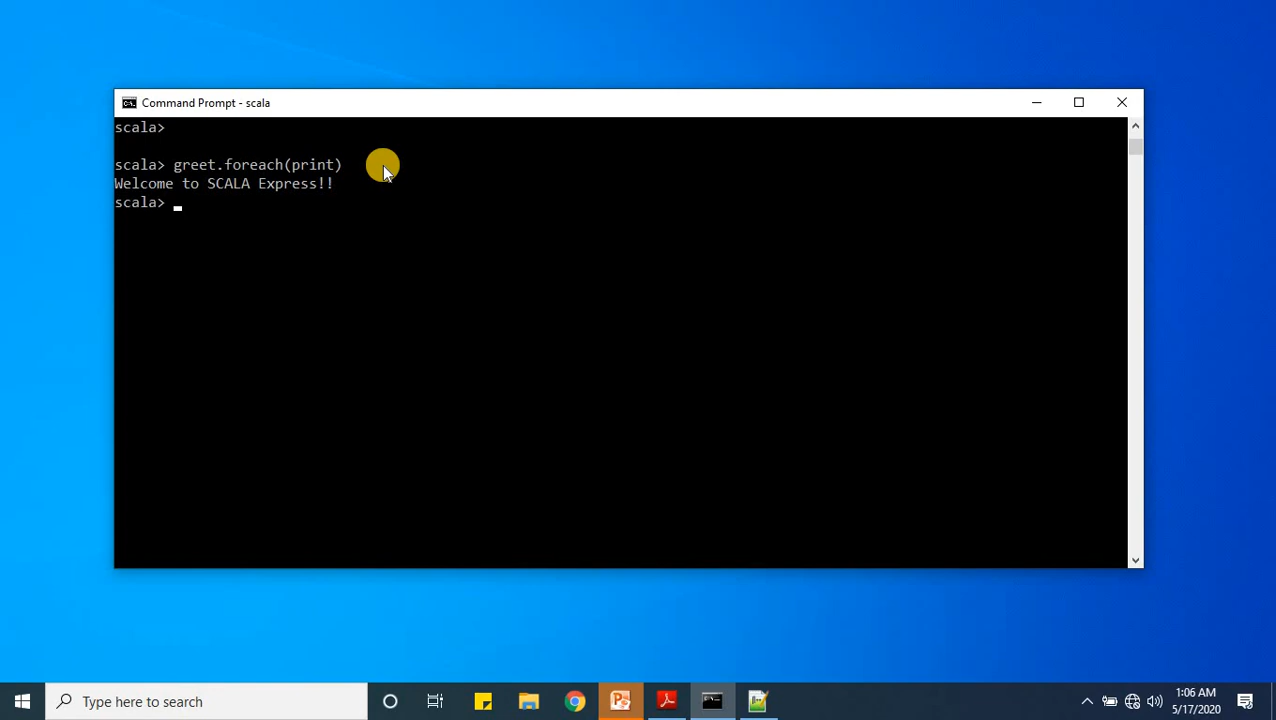 Command Prompt - scala
scala>
scala> greet.foreach(print)
Welcome to SCALA Express!!
scala>
Type here to search
1:06 AM
5/17/2020